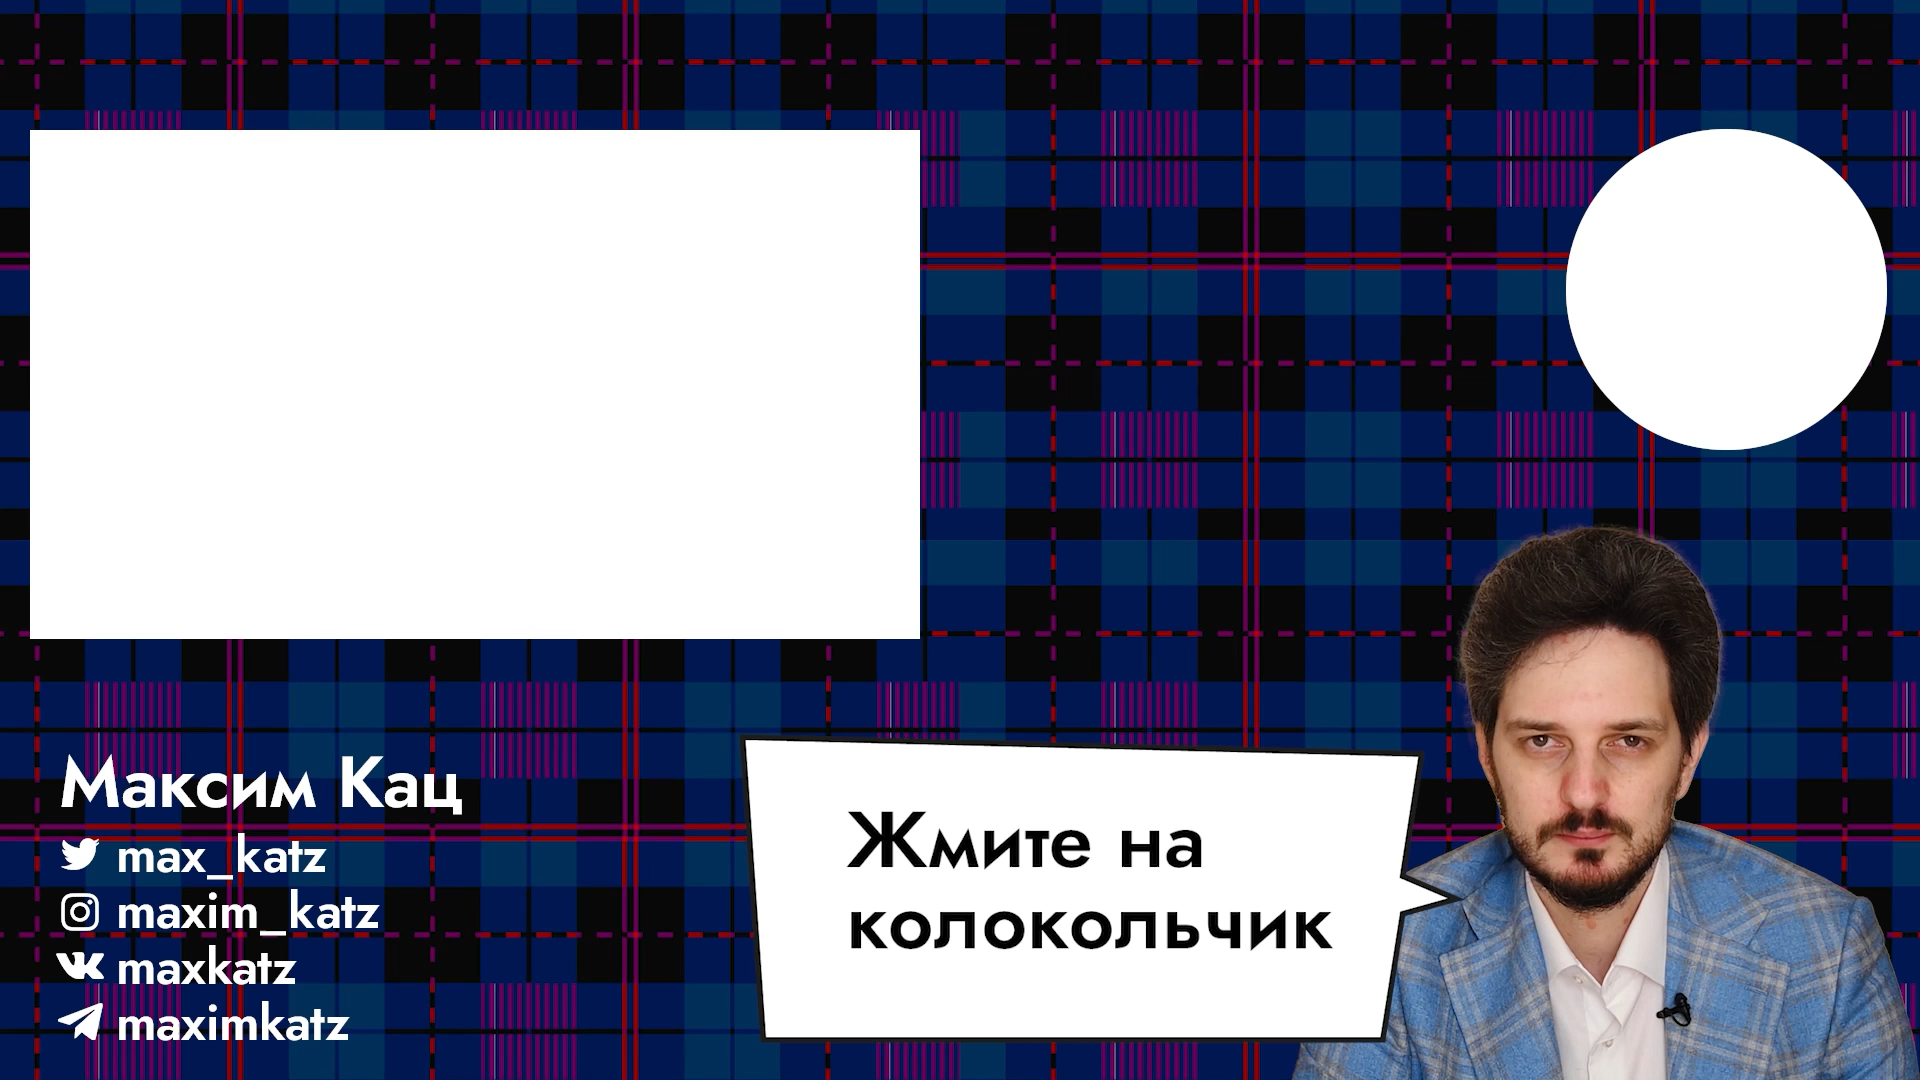 Максим Кац
max_katz
maxim_katz
maxkatz
maximkatz
Жмите на
колокольчик